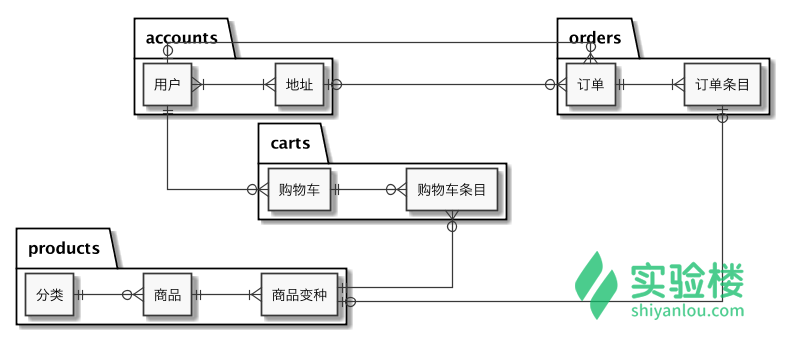 accounts
orders
用户
地址
订单
订单条目
carts
购物车
购物车条目
products
分类
商品
商品变种
实验楼
shiyanlou.com